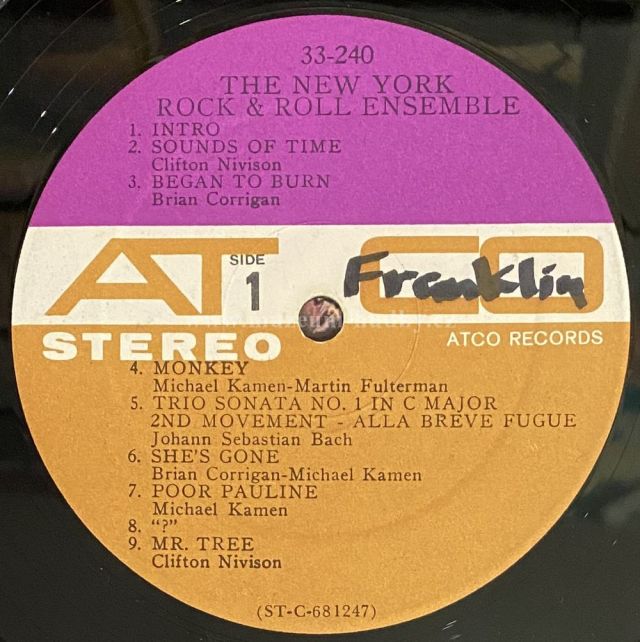 33-240
THE NEW YORK
ROCK & ROLL ENSEMBLE
1. INTRO
2. SOUNDS OF TIME
Clifton Nivison
3. BEGAN TO BURN
Brian Corrigan
ATCO
SIDE
1
Franklin
STEREO
ATCO RECORDS
4. MONKEY
Michael Kamen-Martin Fulterman
5. TRIO SONATA NO. 1 IN C MAJOR
2ND MOVEMENT - ALLA BREVE FUGUE
Johann Sebastian Bach
6. SHE'S GONE
Brian Corrigan-Michael Kamen
7. POOR PAULINE
Michael Kamen
8. "?"
9. MR. TREE
Clifton Nivison
(ST-C-681247)